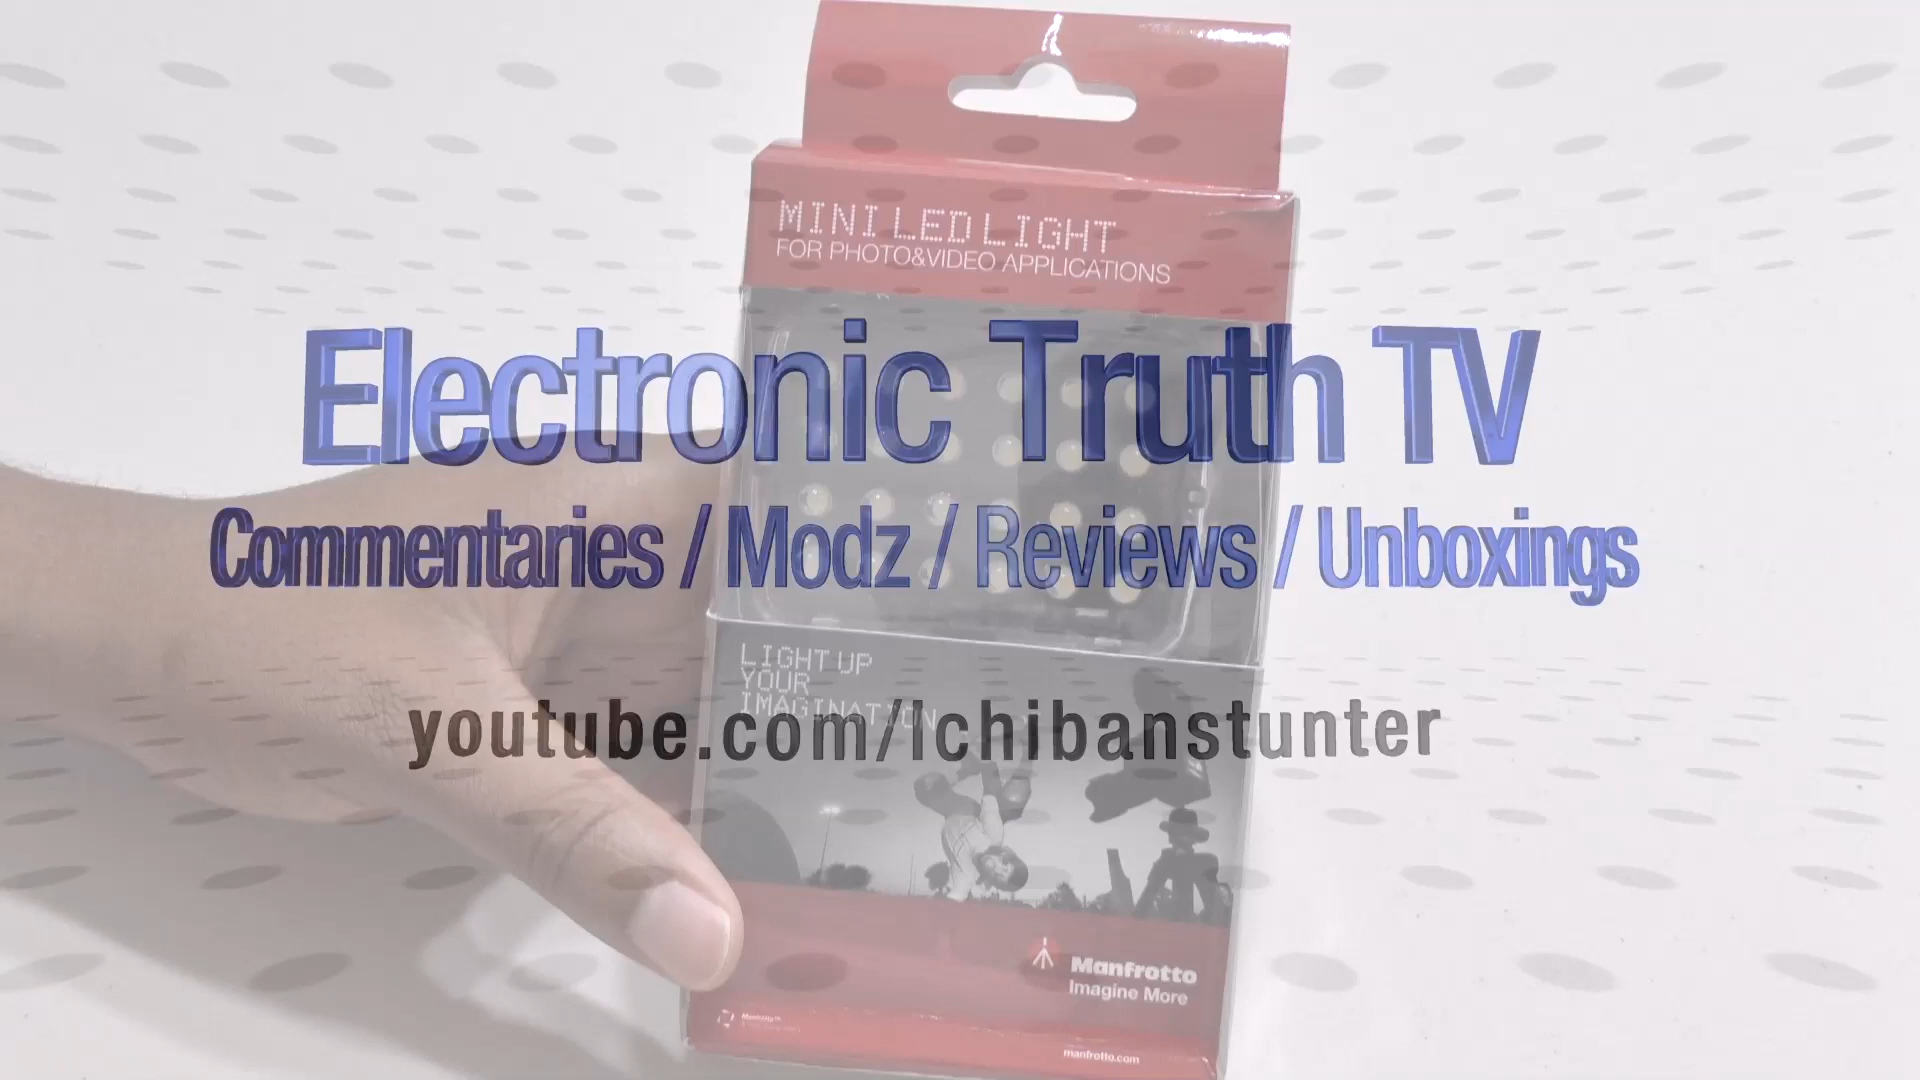 MINI LED LIGHT
FOR PHOTO&VIDEO APPLICATIONS
Electronic Truth TV
Commentaries / Modz / Reviews / Unboxings
LIGHT UP
YOUR
IMAGINATION
youtube.com/Ichibanstunter
Manfrotto
Imagine More
manfrotto.com